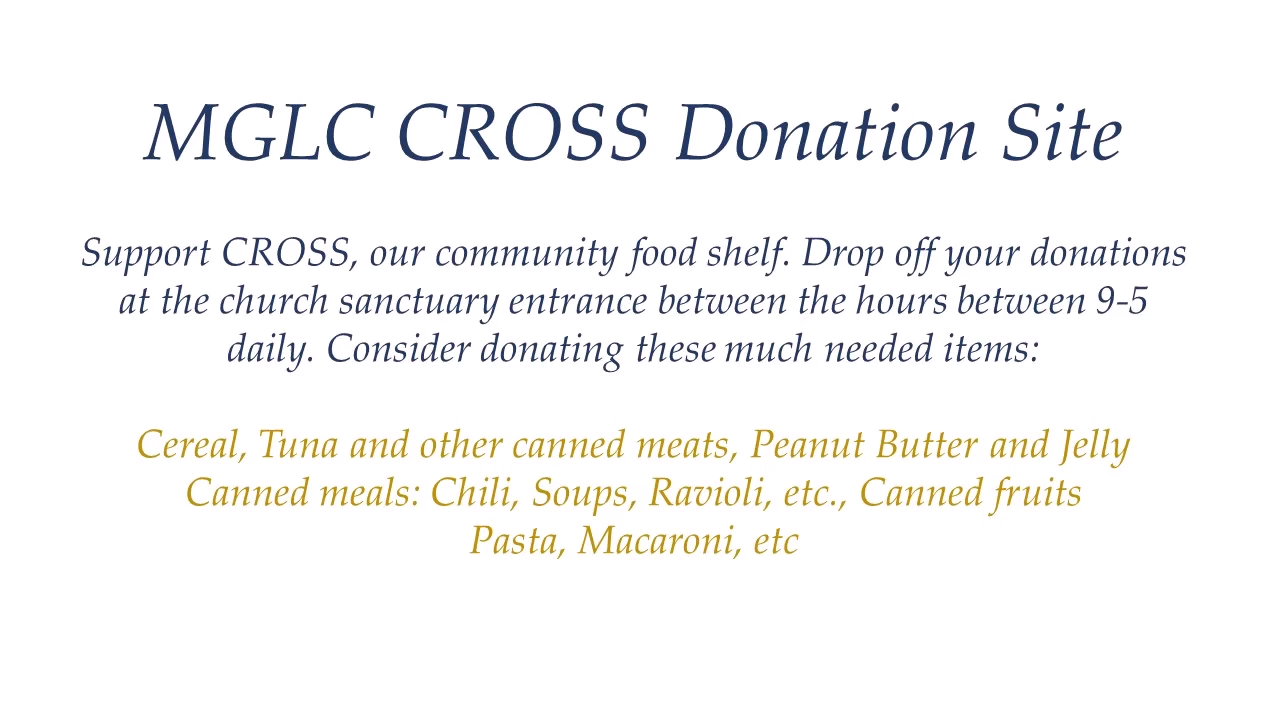 MGLC CROSS Donation Site
Support CROSS, our community food shelf. Drop off your donations
at the church sanctuary entrance between the hours between 9-5
daily. Consider donating these much needed items:
Cereal, Tuna and other canned meats, Peanut Butter and Jelly
Canned meals: Chili, Soups, Ravioli, etc., Canned fruits
Pasta, Macaroni, etc